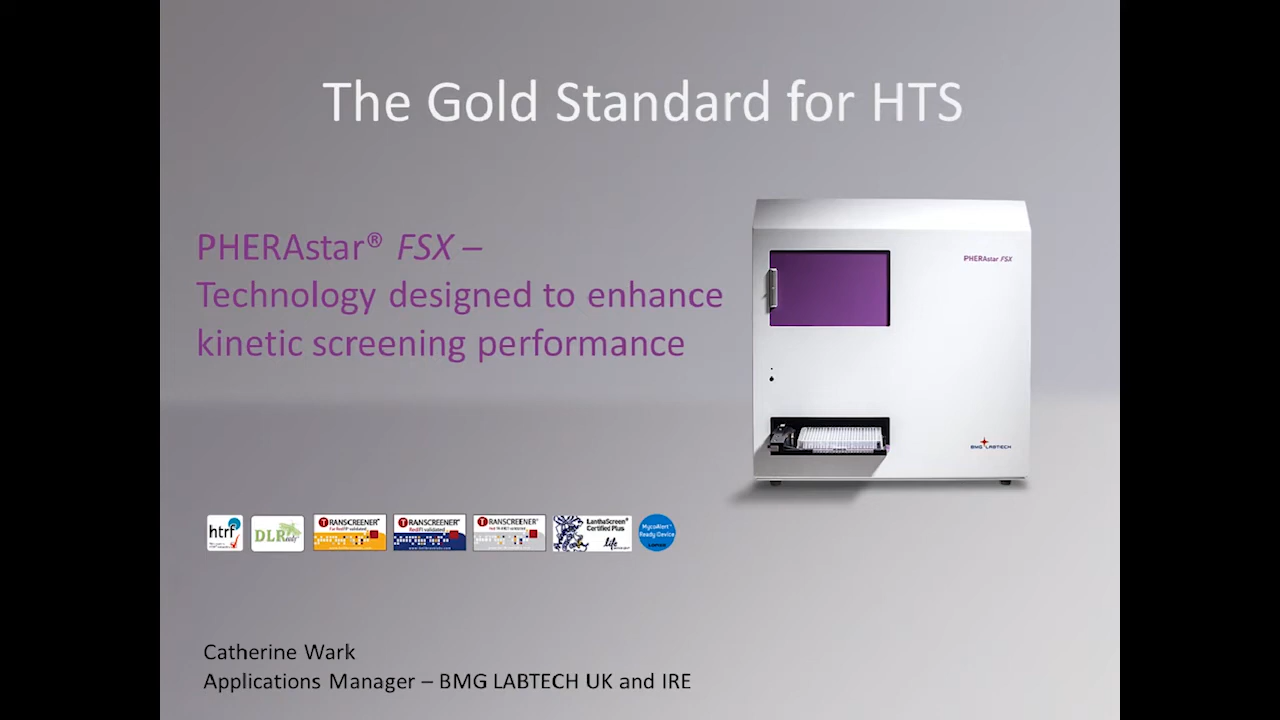 The Gold Standard for HTS
PHERAstar® FSX –
Technology designed to enhance
kinetic screening performance
PHERAstar FSX
BMG LABTECH
htrf
DLR
TRANSCREENER
TRANSCREENER
TRANSCREENER
LanthaScreen
Certified Plus
Life
MycoAlert
Ready Device
Catherine Wark
Applications Manager – BMG LABTECH UK and IRE